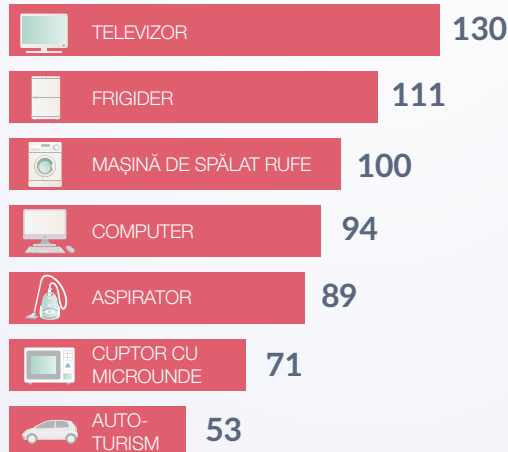 TELEVIZOR 130
FRIGIDER 111
MAȘINĂ DE SPĂLAT RUFE 100
COMPUTER 94
ASPIRATOR 89
CUPTOR CU
MICROUNDE 71
AUTO-
TURISM 53